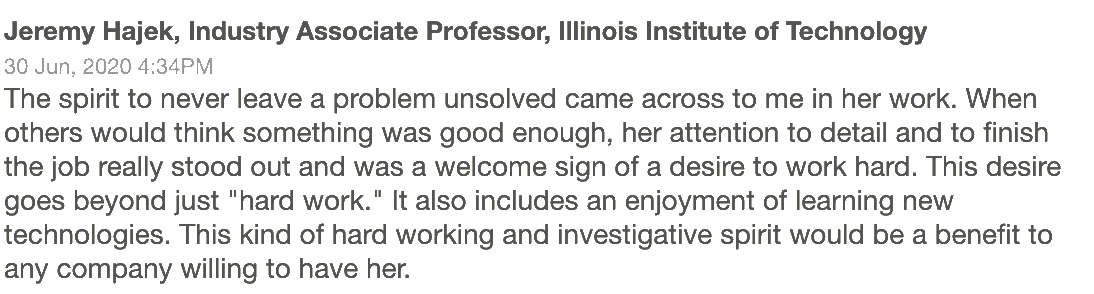 Jeremy Hajek, Industry Associate Professor, Illinois Institute of Technology
30 Jun, 2020 4:34PM
The spirit to never leave a problem unsolved came across to me in her work. When
others would think something was good enough, her attention to detail and to finish
the job really stood out and was a welcome sign of a desire to work hard. This desire
goes beyond just "hard work." It also includes an enjoyment of learning new
technologies. This kind of hard working and investigative spirit would be a benefit to
any company willing to have her.